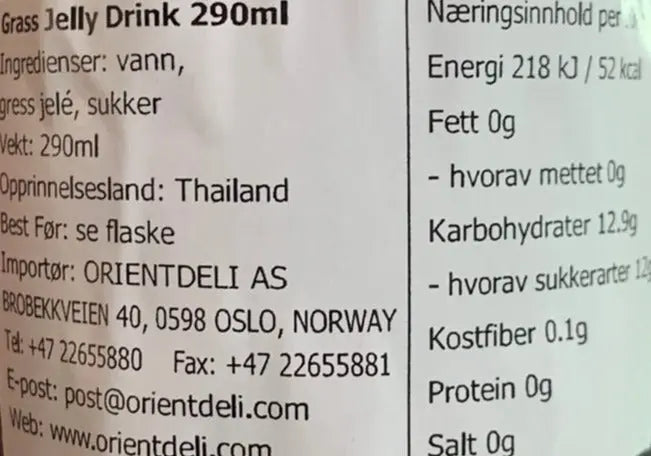 Grass Jelly Drink 290ml
Ingredienser: vann,
gress jelé, sukker
Vekt: 290ml
Opprinnelsesland: Thailand
Best Før: se flaske
Importør: ORIENTDELI AS
BROBEKKVEIEN 40, 0598 OSLO, NORWAY
Tel: +47 22655880 Fax: +47 22655881
E-post: post@orientdeli.com
Web: www.orientdeli.com
Næringsinnhold per
Energi 218 kJ / 52 kcal
Fett 0g
- hvorav mettet 0g
Karbohydrater 12.9g
- hvorav sukkerarter 12g
Kostfiber 0.1g
Protein 0g
Salt 0g